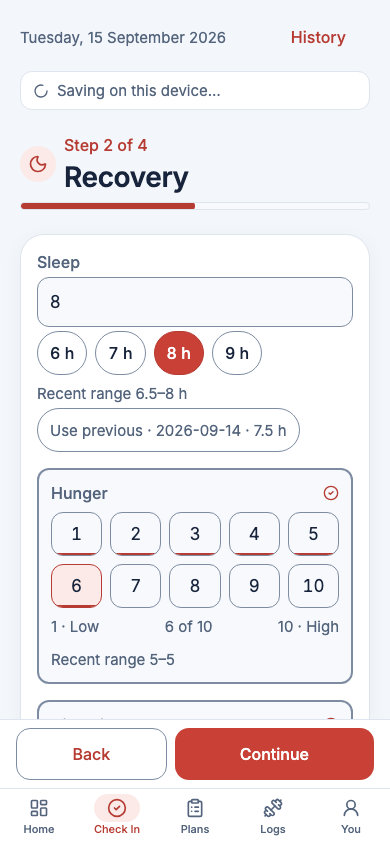 Tuesday, 15 September 2026
History
Saving on this device...
Step 2 of 4
Recovery
Sleep
8
6 h 7 h 8 h 9 h
Recent range 6.5–8 h
Use previous · 2026-09-14 · 7.5 h
Hunger
1 2 3 4 5
6 7 8 9 10
1 · Low 6 of 10 10 · High
Recent range 5–5
Back Continue
Home Check In Plans Logs You